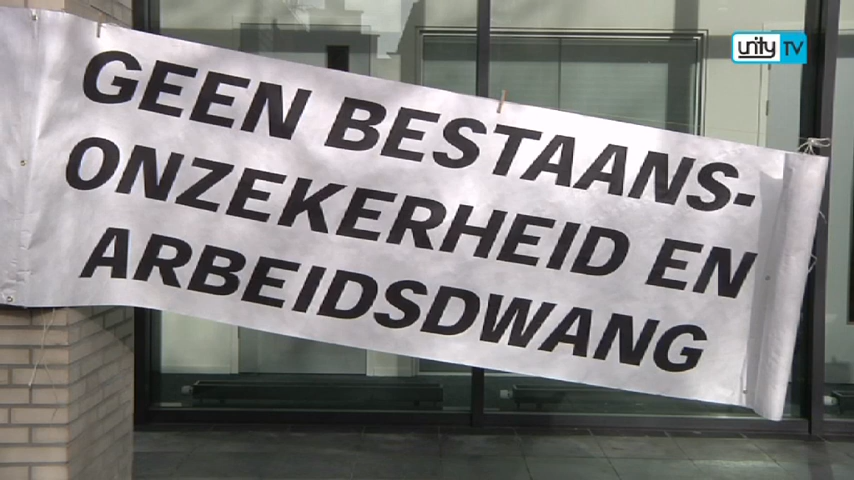 unity TV
GEEN BESTAANS-
ONZEKERHEID EN
ARBEIDSDWANG